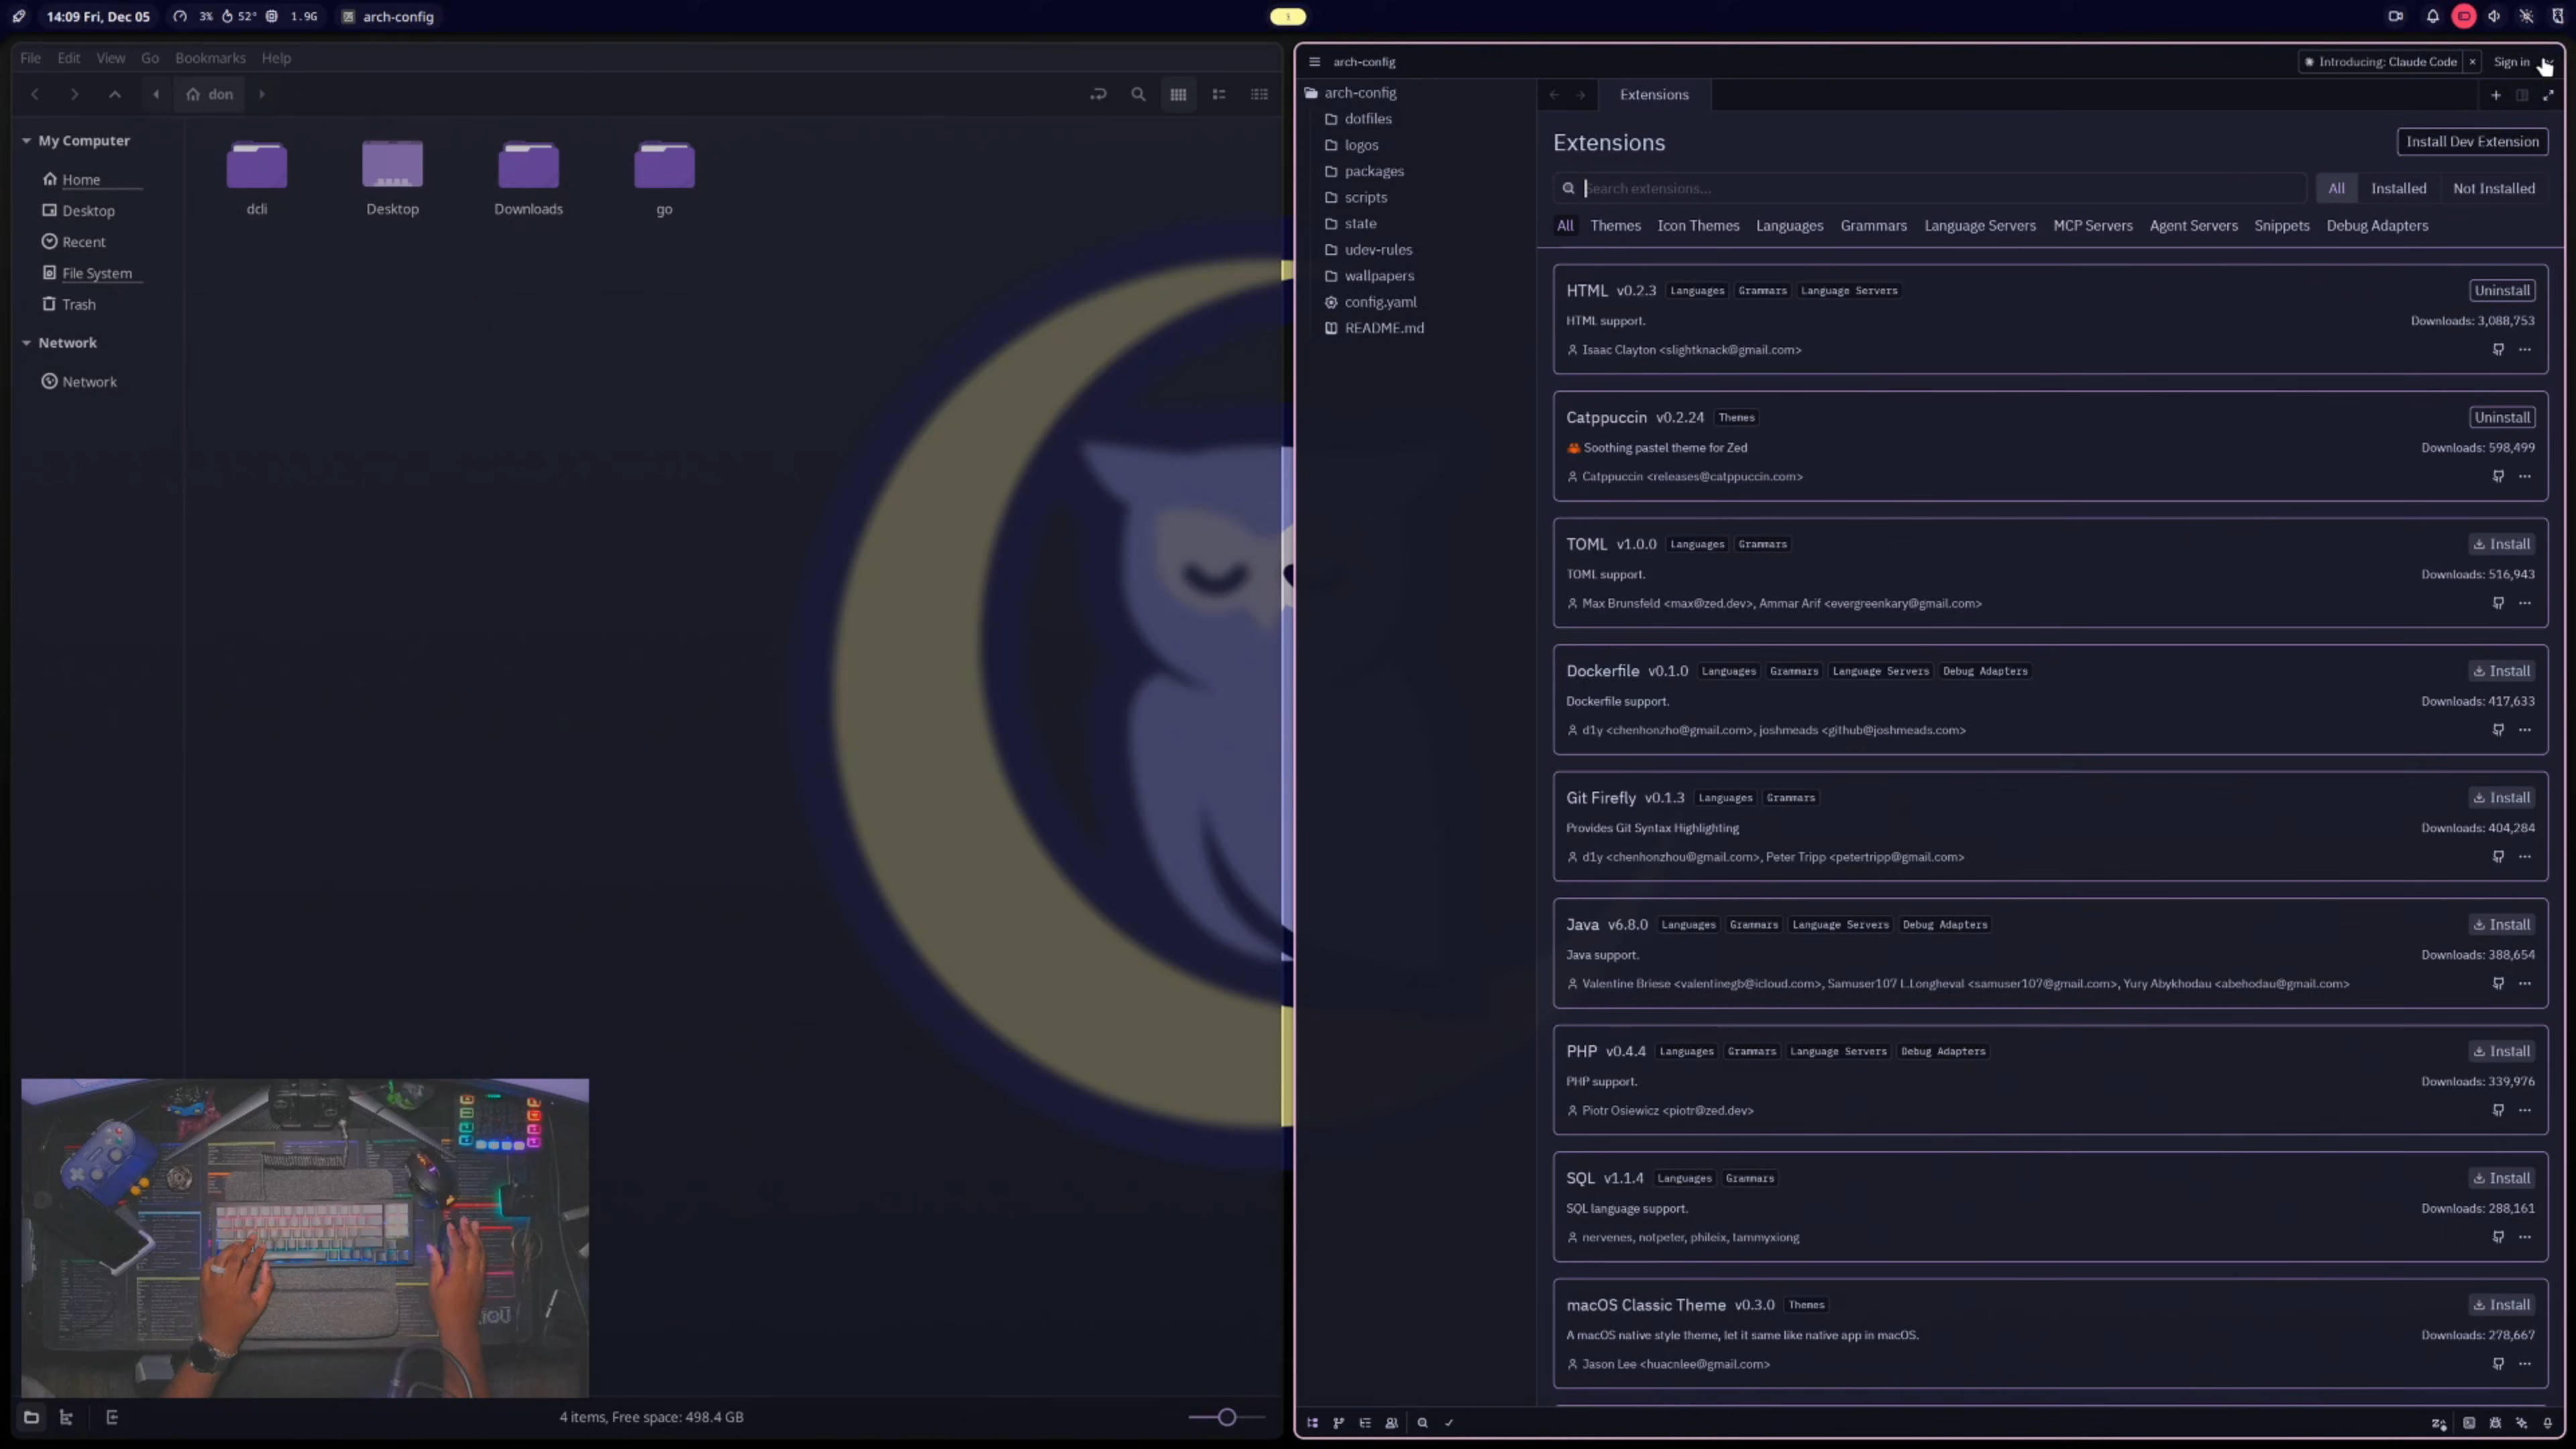 14:09 Fri, Dec 05 3% 52° 1.9G arch-config
File Edit View Go Bookmarks Help
don
My Computer
Home
Desktop
Recent
File System
Trash
Network
Network
dcli Desktop Downloads go
4 items, Free space: 498.4 GB
arch-config Introducing: Claude Code × Sign in
arch-config
dotfiles
logos
packages
scripts
state
udev-rules
wallpapers
config.yaml
README.md
Extensions
Extensions Install Dev Extension
Search extensions... All Installed Not Installed
All Themes Icon Themes Languages Grammars Language Servers MCP Servers Agent Servers Snippets Debug Adapters
HTML v0.2.3 Languages Grammars Language Servers Uninstall
HTML support. Downloads: 3,088,753
Isaac Clayton <slightknack@gmail.com>
Catppuccin v0.2.24 Themes Uninstall
🦀 Soothing pastel theme for Zed Downloads: 598,499
Catppuccin <releases@catppuccin.com>
TOML v1.0.0 Languages Grammars Install
TOML support. Downloads: 516,943
Max Brunsfeld <max@zed.dev>, Ammar Arif <evergreenkary@gmail.com>
Dockerfile v0.1.0 Languages Grammars Language Servers Debug Adapters Install
Dockerfile support. Downloads: 417,633
d1y <chenhonzho@gmail.com>, joshmeads <github@joshmeads.com>
Git Firefly v0.1.3 Languages Grammars Install
Provides Git Syntax Highlighting Downloads: 404,284
d1y <chenhonzhou@gmail.com>, Peter Tripp <petertripp@gmail.com>
Java v6.8.0 Languages Grammars Language Servers Debug Adapters Install
Java support. Downloads: 388,654
Valentine Briese <valentinegb@icloud.com>, Samuser107 L.Longheval <samuser107@gmail.com>, Yury Abykhodau <abehodau@gmail.com>
PHP v0.4.4 Languages Grammars Language Servers Debug Adapters Install
PHP support. Downloads: 339,976
Piotr Osiewicz <piotr@zed.dev>
SQL v1.1.4 Languages Grammars Install
SQL language support. Downloads: 288,161
nervenes, notpeter, phileix, tammyxiong
macOS Classic Theme v0.3.0 Themes Install
A macOS native style theme, let it same like native app in macOS. Downloads: 278,667
Jason Lee <huacnlee@gmail.com>